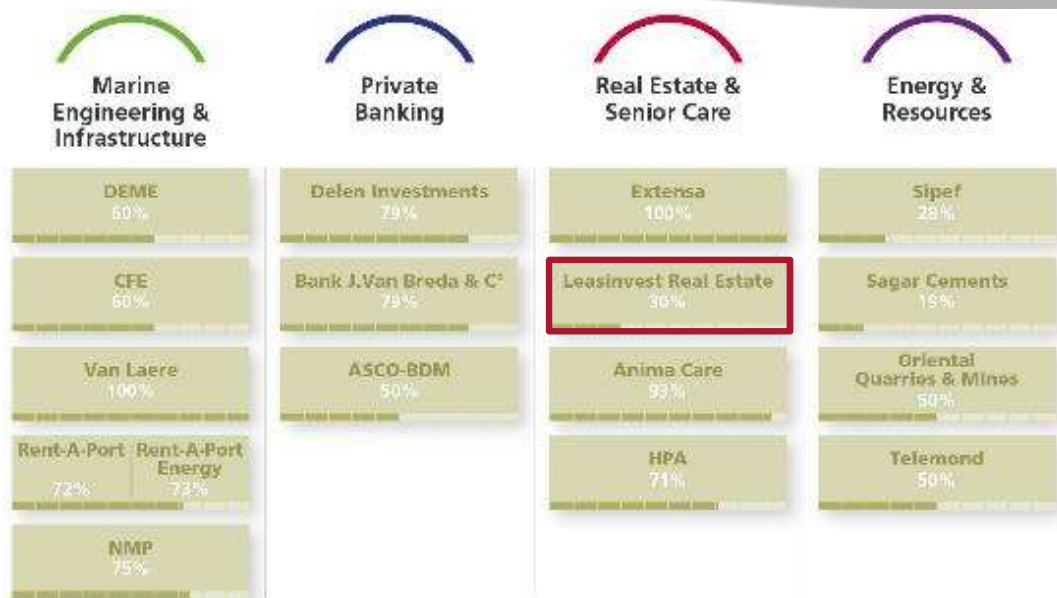 Marine
Engineering &
Infrastructure
DEME
60%
CFE
60%
Van Laere
100%
Rent-A-Port
72%
Rent-A-Port
Energy
73%
NMP
75%
Private
Banking
Delen Investments
79%
Bank J.Van Breda & C°
79%
ASCO-BDM
50%
Real Estate &
Senior Care
Extensa
100%
Leasinvest Real Estate
30%
Anima Care
93%
HPA
71%
Energy &
Resources
Sipef
28%
Sagar Cements
19%
Oriental
Quarries & Mines
50%
Telemond
50%